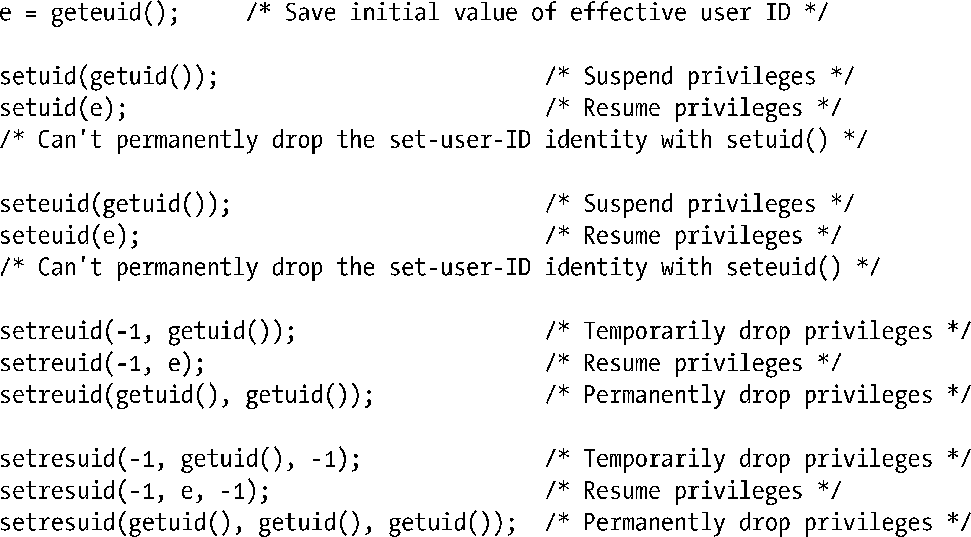 e = geteuid();     /* Save initial value of effective user ID */

setuid(getuid());                         /* Suspend privileges */
setuid(e);                                /* Resume privileges */
/* Can't permanently drop the set-user-ID identity with setuid() */

seteuid(getuid());                        /* Suspend privileges */
seteuid(e);                               /* Resume privileges */
/* Can't permanently drop the set-user-ID identity with seteuid() */

setreuid(-1, getuid());                   /* Temporarily drop privileges */
setreuid(-1, e);                          /* Resume privileges */
setreuid(getuid(), getuid());             /* Permanently drop privileges */

setresuid(-1, getuid(), -1);              /* Temporarily drop privileges */
setresuid(-1, e, -1);                     /* Resume privileges */
setresuid(getuid(), getuid(), getuid());  /* Permanently drop privileges */